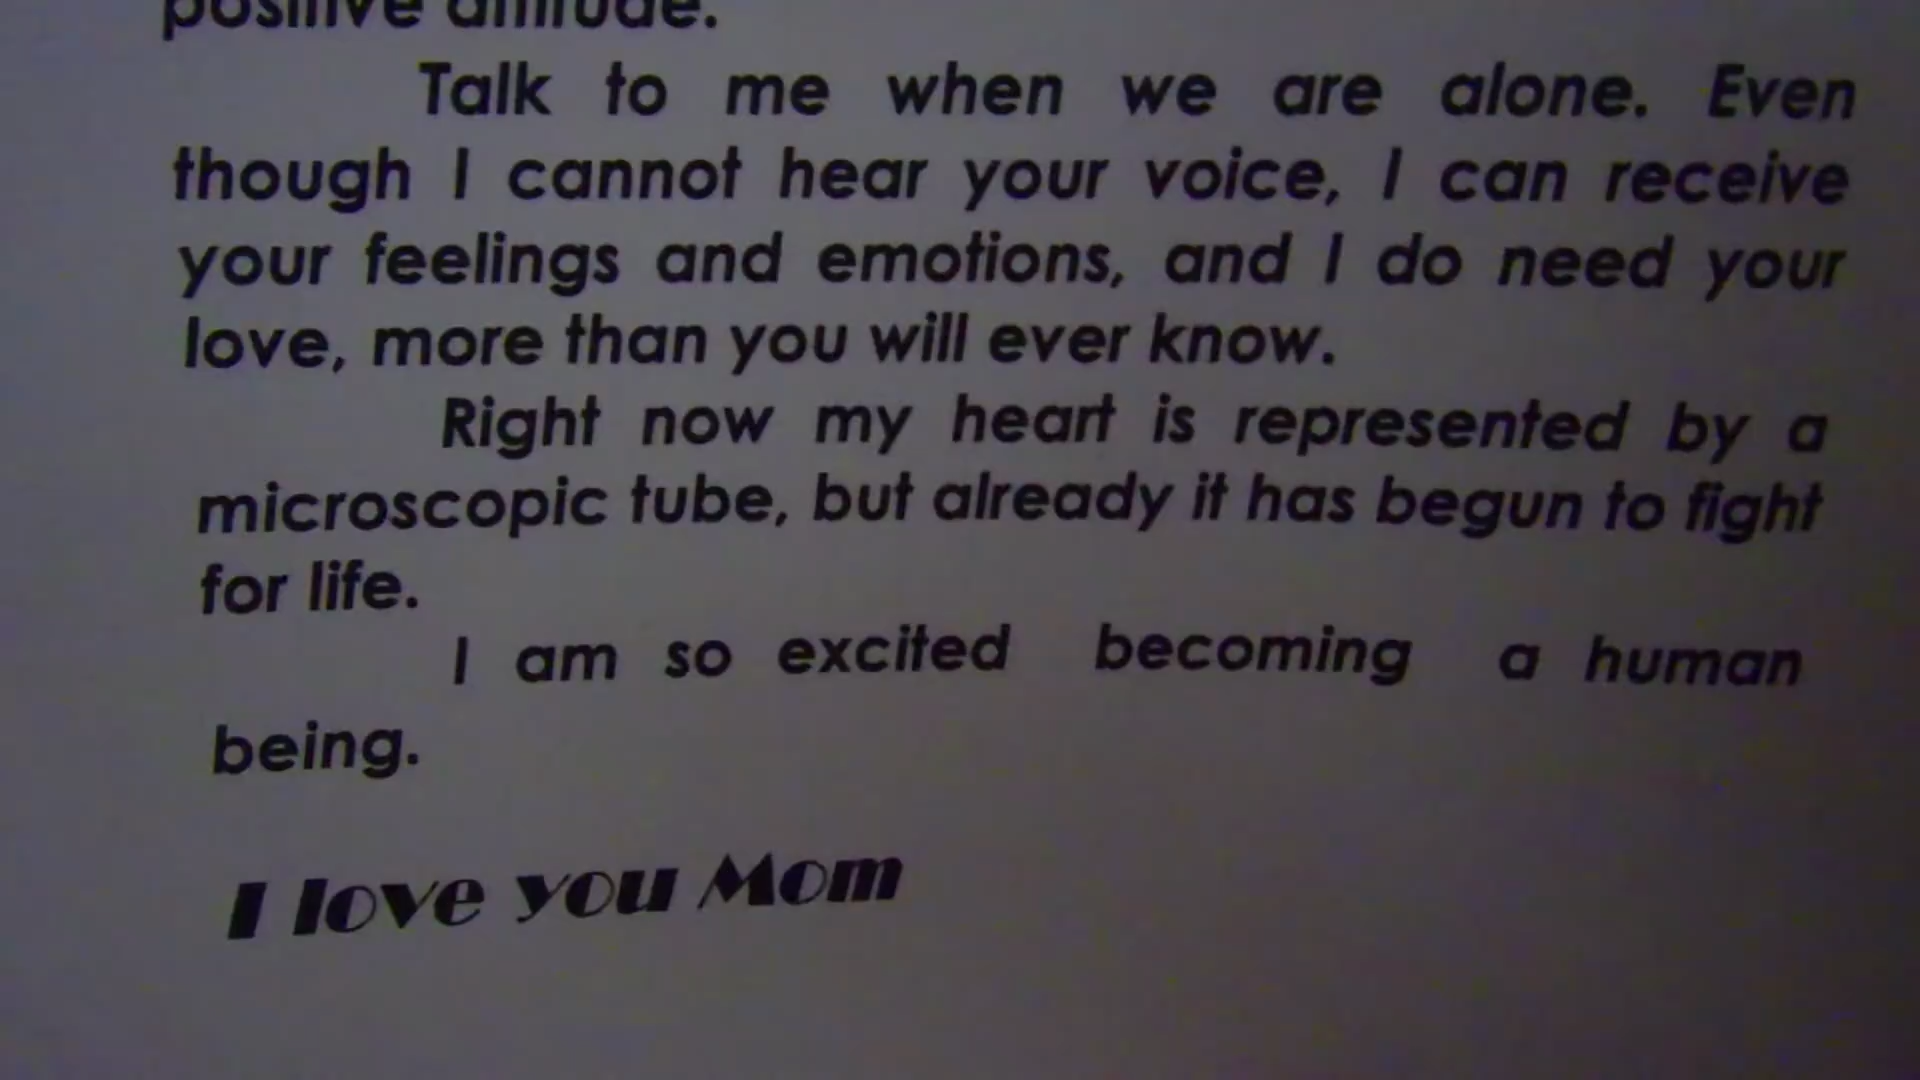 positive attitude.
Talk to me when we are alone. Even
though I cannot hear your voice, I can receive
your feelings and emotions, and I do need your
love, more than you will ever know.
Right now my heart is represented by a
microscopic tube, but already it has begun to fight
for life.
I am so excited becoming a human
being.
I love you Mom